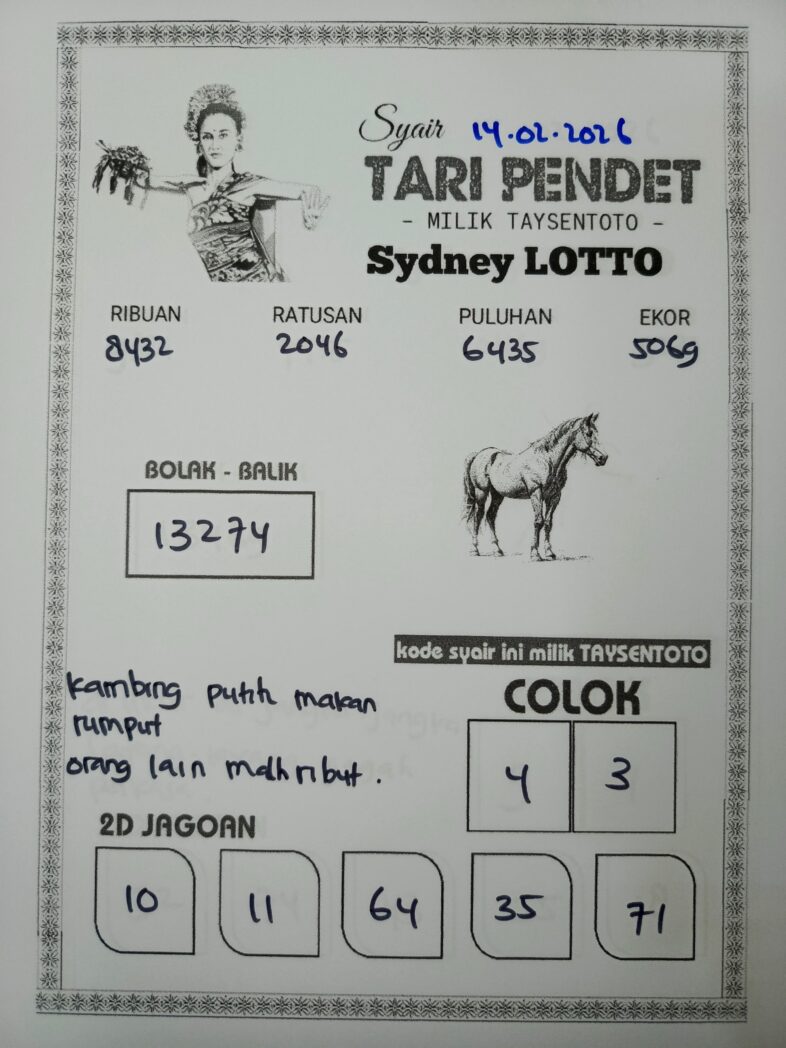 Syair 14.02.2026
TARI PENDET
- MILIK TAYSENTOTO -
Sydney LOTTO
RIBUAN RATUSAN PULUHAN EKOR
8432 2046 6435 5069
BOLAK - BALIK
13274
kode syair ini milik TAYSENTOTO
kambing putih makan
rumput
orang lain malh ribut.
COLOK
4 3
2D JAGOAN
10 11 64 35 71